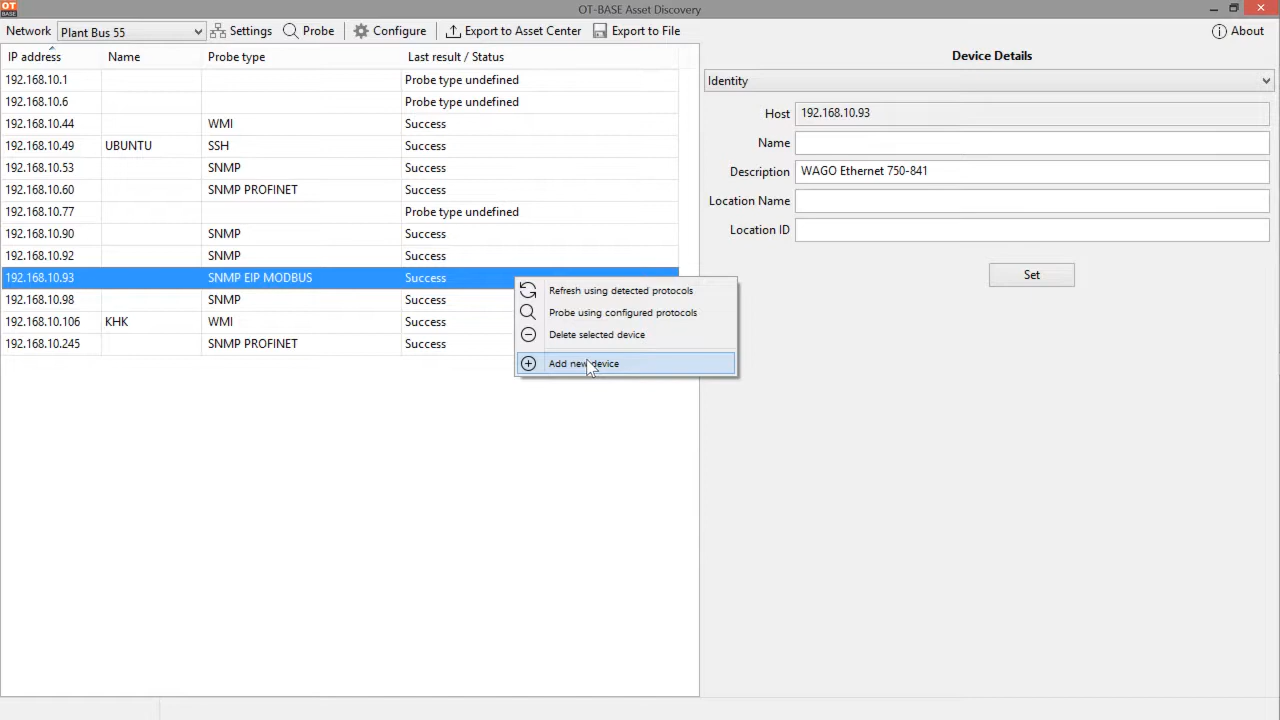 OT BASE
OT-BASE Asset Discovery
Network Plant Bus 55 Settings Probe Configure Export to Asset Center Export to File About
IP address Name Probe type Last result / Status
192.168.10.1 Probe type undefined
192.168.10.6 Probe type undefined
192.168.10.44 WMI Success
192.168.10.49 UBUNTU SSH Success
192.168.10.53 SNMP Success
192.168.10.60 SNMP PROFINET Success
192.168.10.77 Probe type undefined
192.168.10.90 SNMP Success
192.168.10.92 SNMP Success
192.168.10.93 SNMP EIP MODBUS Success
192.168.10.98 SNMP Success
192.168.10.106 KHK WMI Success
192.168.10.245 SNMP PROFINET Success
Refresh using detected protocols
Probe using configured protocols
Delete selected device
Add new device
Device Details
Identity
Host 192.168.10.93
Name
Description WAGO Ethernet 750-841
Location Name
Location ID
Set